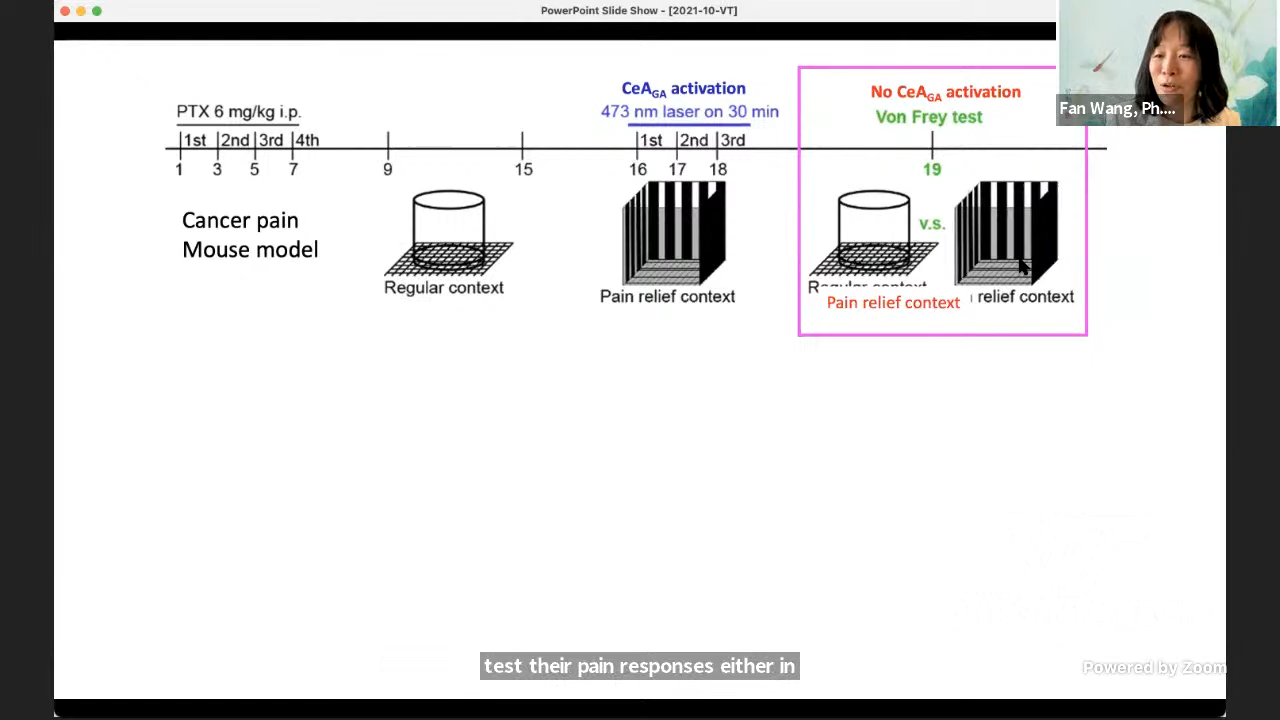 PowerPoint Slide Show - [2021-10-VT]
Fan Wang, Ph....
PTX 6 mg/kg i.p.
1st 2nd 3rd 4th
1 3 5 7 9 15
Cancer pain
Mouse model
Regular context
CeAGA activation
473 nm laser on 30 min
1st 2nd 3rd
16 17 18
Pain relief context
No CeAGA activation
Von Frey test
19
v.s.
Regular context
Pain relief context
relief context
test their pain responses either in
Powered by Zoom